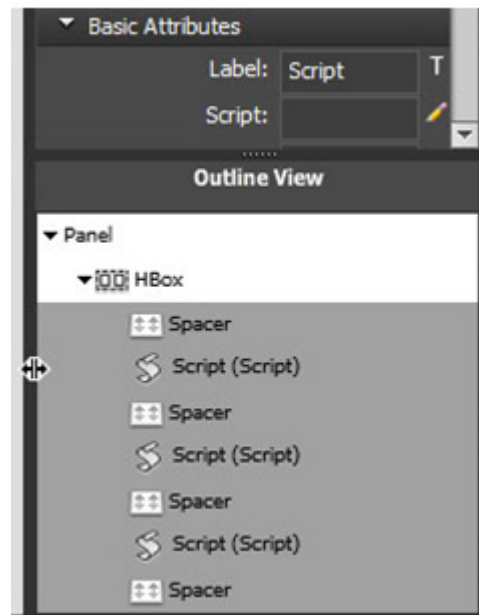 Basic Attributes
Label: Script T
Script:
Outline View
Panel
HBox
Spacer
Script (Script)
Spacer
Script (Script)
Spacer
Script (Script)
Spacer